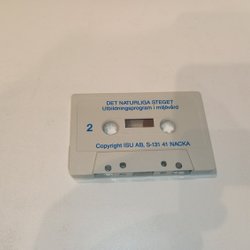 DET NATURLIGA STEGET
Utbildningsprogram i miljövård
2
Copyright ISU AB, S-131 41 NACKA